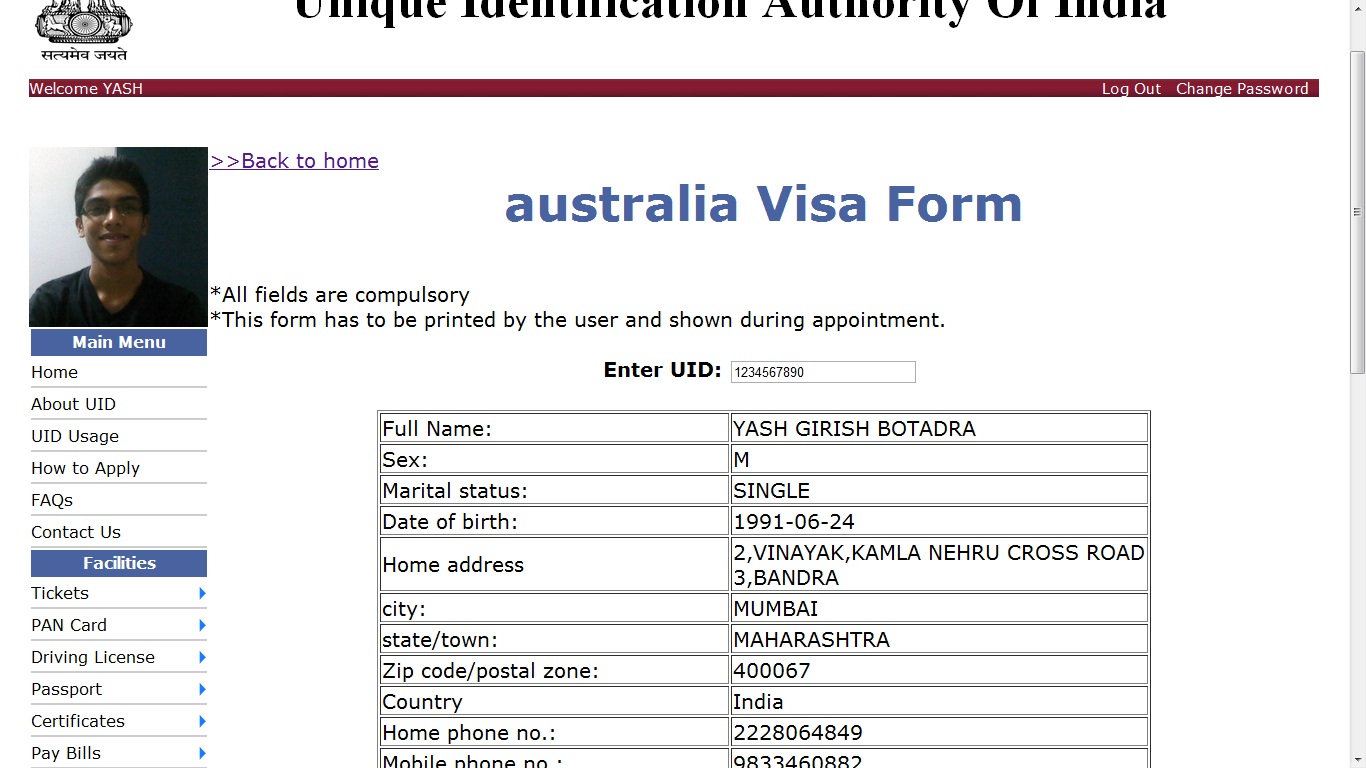 Unique Identification Authority Of India
सत्यमेव जयते
Welcome YASH
Log Out Change Password
>>Back to home
australia Visa Form
*All fields are compulsory
*This form has to be printed by the user and shown during appointment.
Enter UID: 1234567890
Main Menu
Home
About UID
UID Usage
How to Apply
FAQs
Contact Us
Facilities
Tickets
PAN Card
Driving License
Passport
Certificates
Pay Bills
Full Name: YASH GIRISH BOTADRA
Sex: M
Marital status: SINGLE
Date of birth: 1991-06-24
Home address 2,VINAYAK,KAMLA NEHRU CROSS ROAD
3,BANDRA
city: MUMBAI
state/town: MAHARASHTRA
Zip code/postal zone: 400067
Country India
Home phone no.: 2228064849
Mobile phone no.: 9833460882